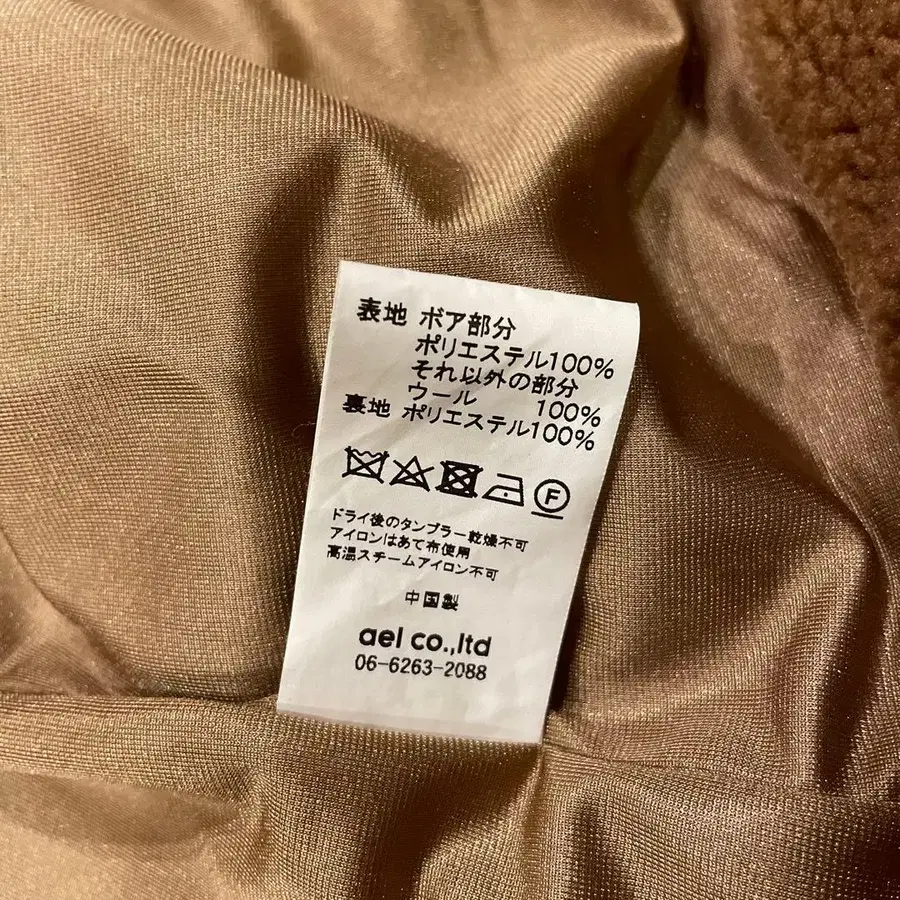 表地 ボア部分
ポリエステル100%
それ以外の部分
ウール 100%
裏地 ポリエステル100%
F
ドライ後のタンブラー乾燥不可
アイロンはあて布使用
高温スチームアイロン不可
中国製
ael co.,ltd
06-6263-2088